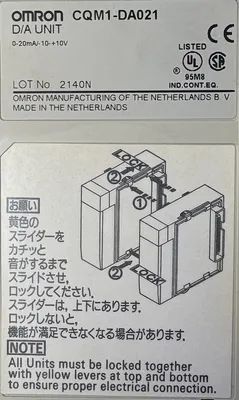 OMRON CQM1-DA021
D/A UNIT
0-20mA/-10-+10V
CE
UL
LISTED
95M8
IND.CONT.EQ.
LOT No. 2140N
OMRON MANUFACTURING OF THE NETHERLANDS B. V.
MADE IN THE NETHERLANDS
LOCK
②
①
②
LOCK
お願い
黄色の
スライダーを
カチッと
音がするまで
スライドさせ,
ロックしてください.
スライダーは, 上下にあります.
ロックしないと,
機能が満足できなくなる場合があります.
NOTE
All Units must be locked together
with yellow levers at top and bottom
to ensure proper electrical connection.